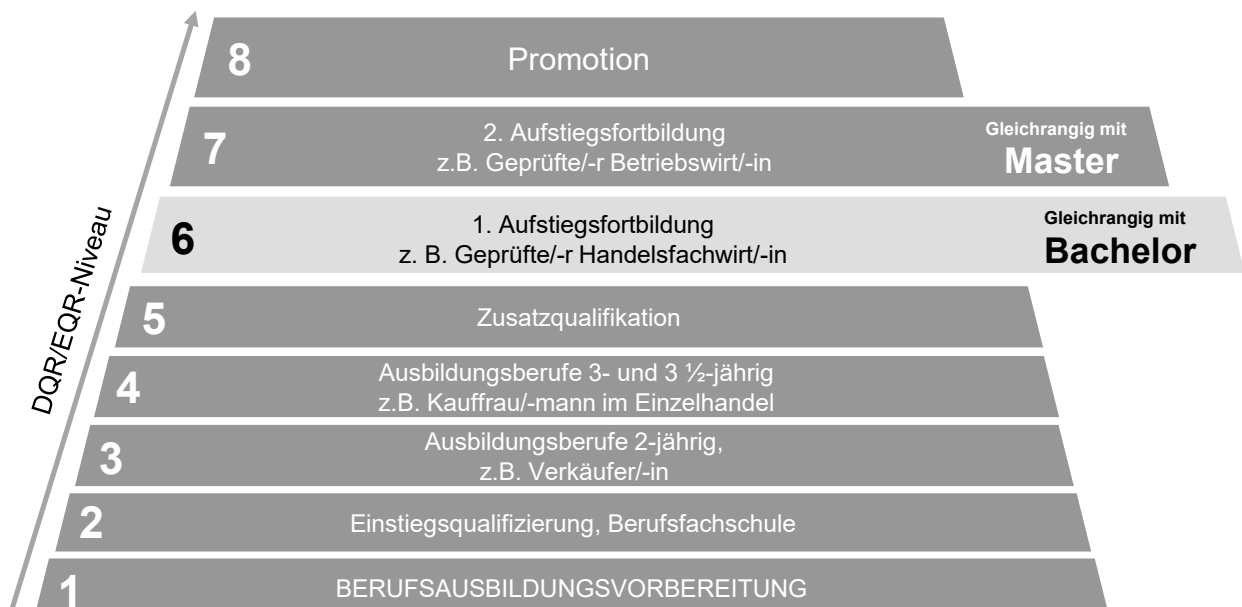 8
Promotion
7
2. Aufstiegsfortbildung
z.B. Geprüfte/-r Betriebswirt/-in
Gleichrangig mit
Master
6
1. Aufstiegsfortbildung
z. B. Geprüfte/-r Handelsfachwirt/-in
Gleichrangig mit
Bachelor
5
Zusatzqualifikation
4
Ausbildungsberufe 3- und 3 ½-jährig
z.B. Kauffrau/-mann im Einzelhandel
3
Ausbildungsberufe 2-jährig,
z.B. Verkäufer/-in
2
Einstiegsqualifizierung, Berufsfachschule
1
BERUFSAUSBILDUNGSVORBEREITUNG
DQR/EQR-Niveau